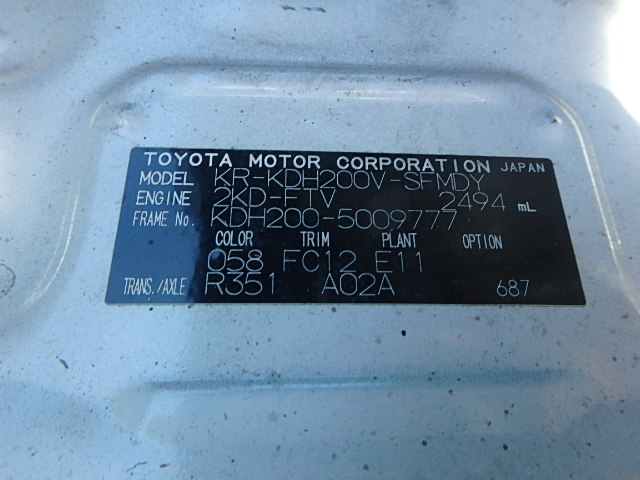 TOYOTA MOTOR CORPORATION JAPAN
MODEL KR-KDH200V-SFMDY
ENGINE 2KD-FTV 2494 mL
FRAME No. KDH200-5009777
COLOR TRIM PLANT OPTION
058 FC12 E11
TRANS./AXLE R351 A02A 687